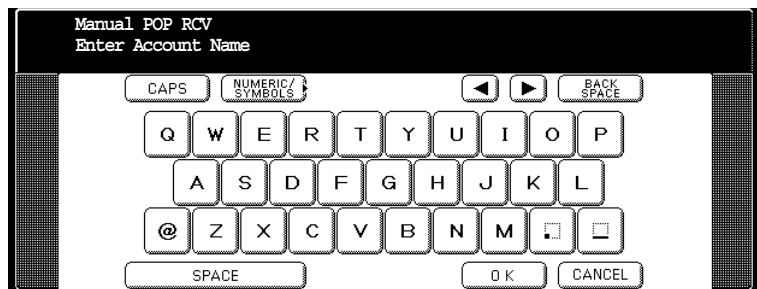 Manual POP RCV
Enter Account Name
CAPS NUMERIC/ SYMBOLS ◀ ▶ BACK SPACE
Q W E R T Y U I O P
A S D F G H J K L
@ Z X C V B N M . _
SPACE OK CANCEL